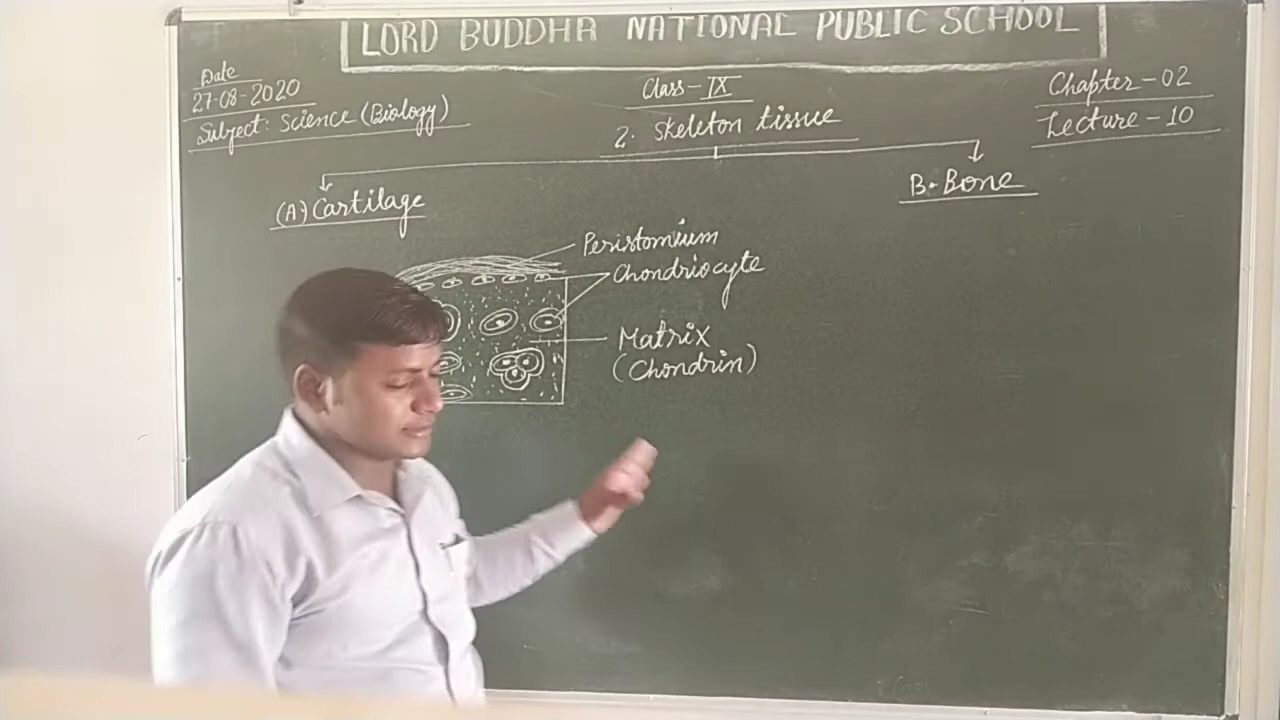 LORD BUDDHA NATIONAL PUBLIC SCHOOL
Date
27-08-2020
Subject: Science (Biology)
Class-IX
2. Skeleton tissue
Chapter-02
Lecture-10
(A) Cartilage
B. Bone
Peristomium
Chondriocyte
Matrix
(Chondrin)